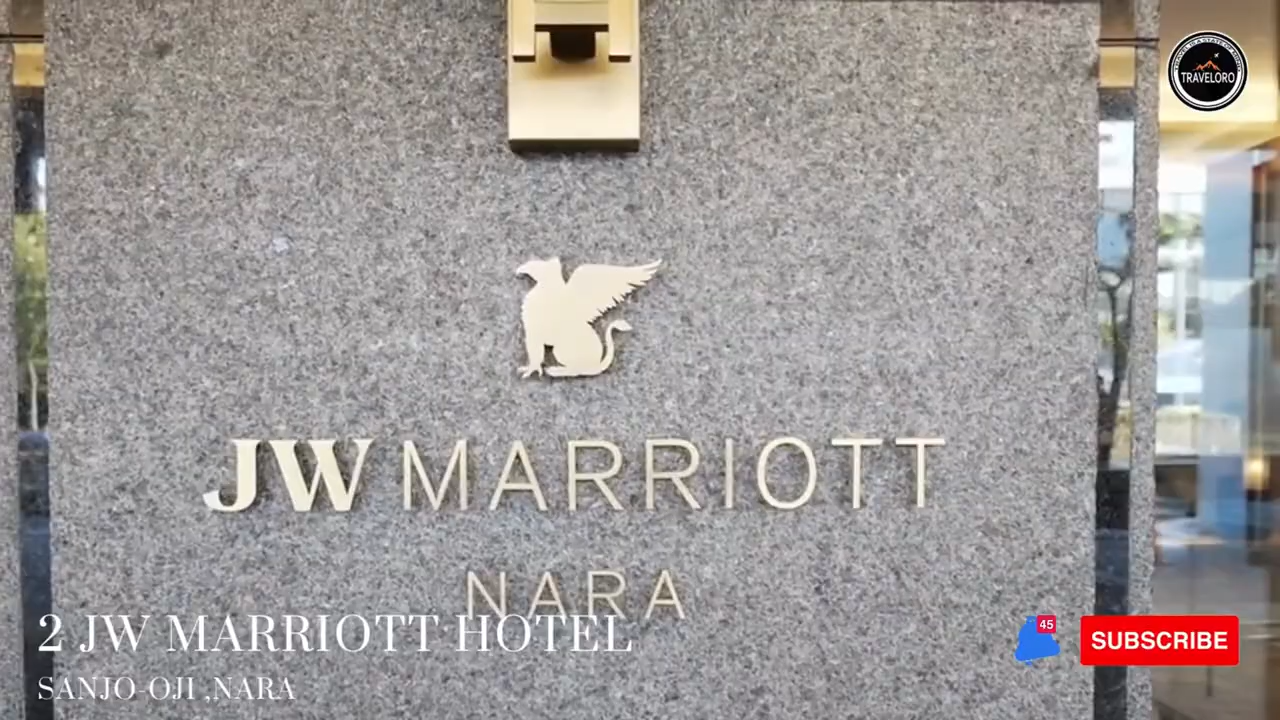 TRAVELORO
JW MARRIOTT
NARA
2 JW MARRIOTT HOTEL
SANJO-OJI ,NARA
45
SUBSCRIBE